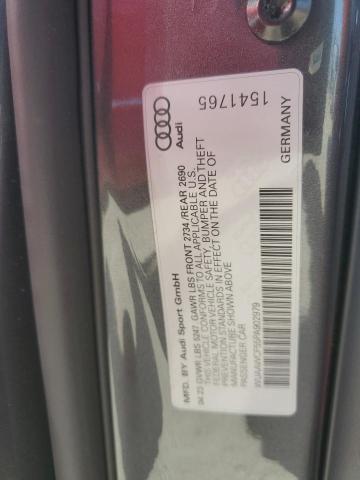 Audi
1541765
MFD. BY Audi Sport GmbH
04.23 GVWR LBS 5247 GAWR LBS FRONT 2734 /REAR 2690
THIS VEHICLE CONFORMS TO ALL APPLICABLE U.S.
FEDERAL MOTOR VEHICLE SAFETY, BUMPER AND THEFT
PREVENTION STANDARDS IN EFFECT ON THE DATE OF
MANUFACTURE SHOWN ABOVE
PASSENGER CAR
WUAAWCF55PA902979
GERMANY